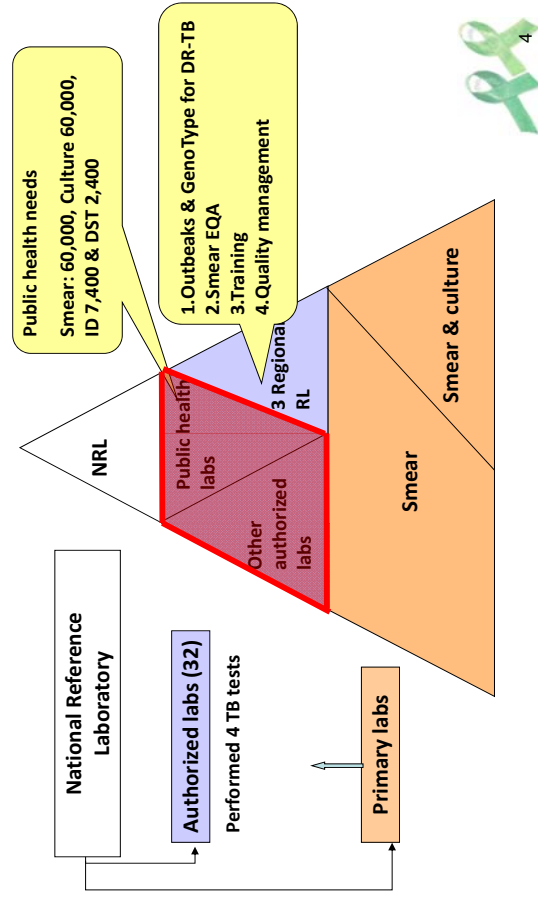 National Reference
Laboratory
Authorized labs (32)
Performed 4 TB tests
Primary labs
NRL
Public health
labs
Other
authorized
labs
3 Regional
RL
Smear
Smear & culture
Public health needs
Smear: 60,000, Culture 60,000,
ID 7,400 & DST 2,400
1.Outbeaks & GenoType for DR-TB
2.Smear EQA
3.Training
4.Quality management
4